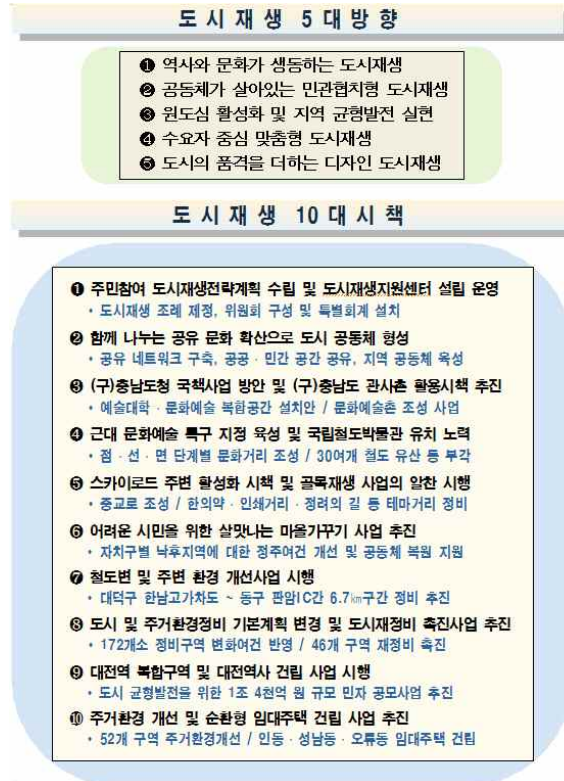 도시재생 5대방향
❶ 역사와 문화가 생동하는 도시재생
❷ 공동체가 살아있는 민관협치형 도시재생
❸ 원도심 활성화 및 지역 균형발전 실현
❹ 수요자 중심 맞춤형 도시재생
❺ 도시의 품격을 더하는 디자인 도시재생
도시재생 10대시책
❶ 주민참여 도시재생전략계획 수립 및 도시재생지원센터 설립 운영
• 도시재생 조례 제정, 위원회 구성 및 특별회계 설치
❷ 함께 나누는 공유 문화 확산으로 도시 공동체 형성
• 공유 네트워크 구축, 공공·민간 공간 공유, 지역 공동체 육성
❸ (구)충남도청 국책사업 방안 및 (구)충남도 관사촌 활용시책 추진
• 예술대학·문화예술 복합공간 설치안 / 문화예술촌 조성 사업
❹ 근대 문화예술 특구 지정 육성 및 국립철도박물관 유치 노력
• 점·선·면 단계별 문화거리 조성 / 30여개 철도 유산 등 부각
❺ 스카이로드 주변 활성화 시책 및 골목재생 사업의 알찬 시행
• 중교로 조성 / 한의약·인쇄거리·정려의 길 등 테마거리 정비
❻ 어려운 시민을 위한 살맛나는 마을가꾸기 사업 추진
• 자치구별 낙후지역에 대한 정주여건 개선 및 공동체 복원 지원
❼ 철도변 및 주변 환경 개선사업 시행
• 대덕구 한남고가차도 ~ 동구 판암IC간 6.7㎞구간 정비 추진
❽ 도시 및 주거환경정비 기본계획 변경 및 도시재정비 촉진사업 추진
• 172개소 정비구역 변화여건 반영 / 46개 구역 재정비 촉진
❾ 대전역 복합구역 및 대전역사 건립 사업 시행
• 도시 균형발전을 위한 1조 4천억 원 규모 민자 공모사업 추진
❿ 주거환경 개선 및 순환형 임대주택 건립 사업 추진
• 52개 구역 주거환경개선 / 인동·성남동·오류동 임대주택 건립